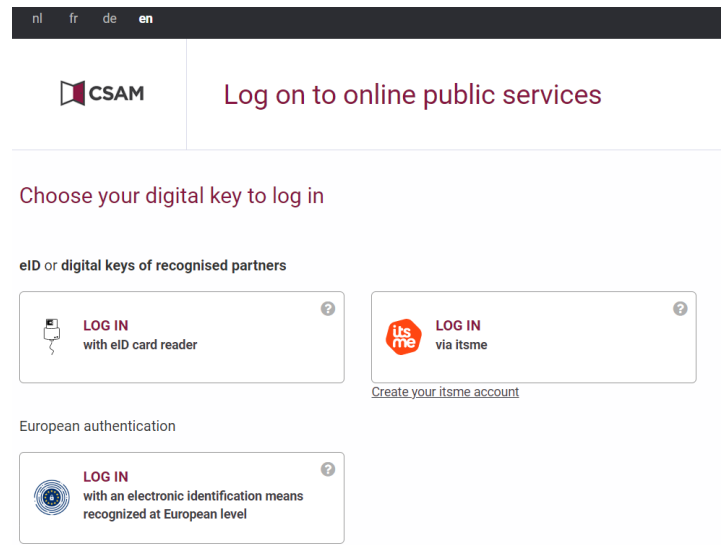 nl fr de en
CSAM
Log on to online public services
Choose your digital key to log in
eID or digital keys of recognised partners
?
LOG IN
with eID card reader
?
its
me
LOG IN
via itsme
Create your itsme account
European authentication
?
LOG IN
with an electronic identification means
recognized at European level